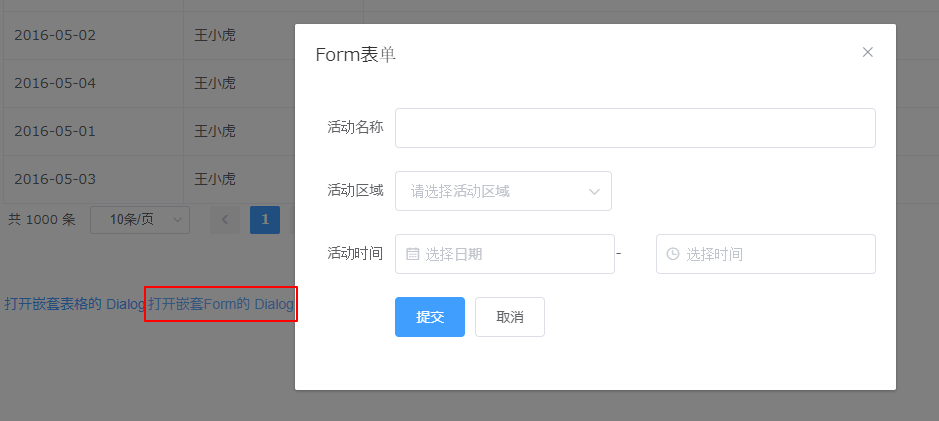 2016-05-02 王小虎
2016-05-04 王小虎
2016-05-01 王小虎
2016-05-03 王小虎
共 1000 条 10条/页 1
打开嵌套表格的 Dialog 打开嵌套Form的 Dialog
Form表单
活动名称
活动区域 请选择活动区域
活动时间 选择日期 - 选择时间
提交 取消